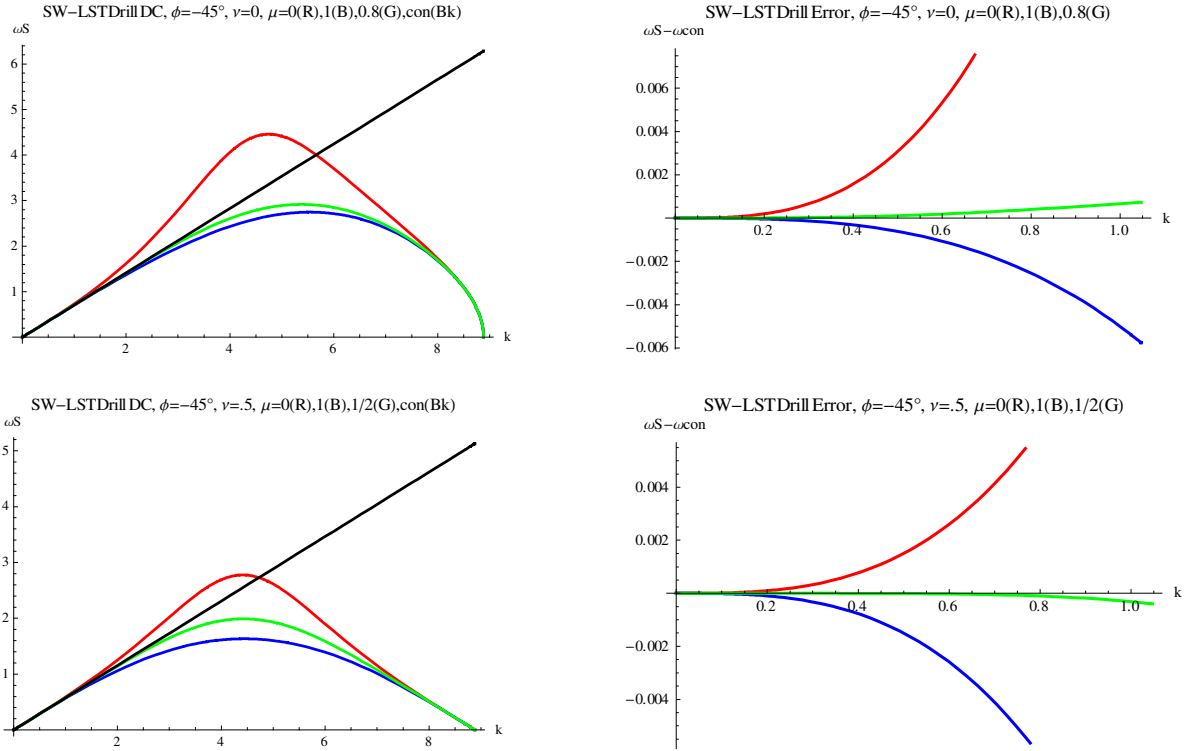 SW−LSTDrill DC, ϕ=−45°, ν=0, μ=0(R),1(B),0.8(G),con(Bk)
ωS
6
5
4
3
2
1
2 4 6 8 k
SW−LSTDrill Error, ϕ=−45°, ν=0, μ=0(R),1(B),0.8(G)
ωS−ωcon
0.006
0.004
0.002
0.2 0.4 0.6 0.8 1.0 k
−0.002
−0.004
−0.006
SW−LSTDrill DC, ϕ=−45°, ν=.5, μ=0(R),1(B),1/2(G),con(Bk)
ωS
5
4
3
2
1
2 4 6 8 k
SW−LSTDrill Error, ϕ=−45°, ν=.5, μ=0(R),1(B),1/2(G)
ωS−ωcon
0.004
0.002
0.2 0.4 0.6 0.8 1.0 k
−0.002
−0.004